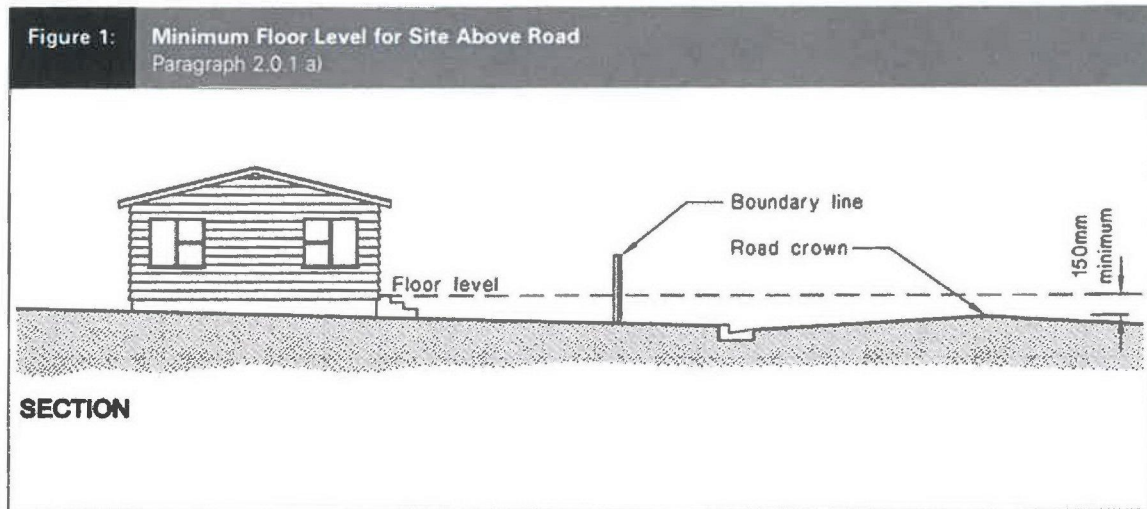 Figure 1: Minimum Floor Level for Site Above Road
Paragraph 2.0.1 a)
Boundary line
Road crown
150mm
minimum
Floor level
SECTION